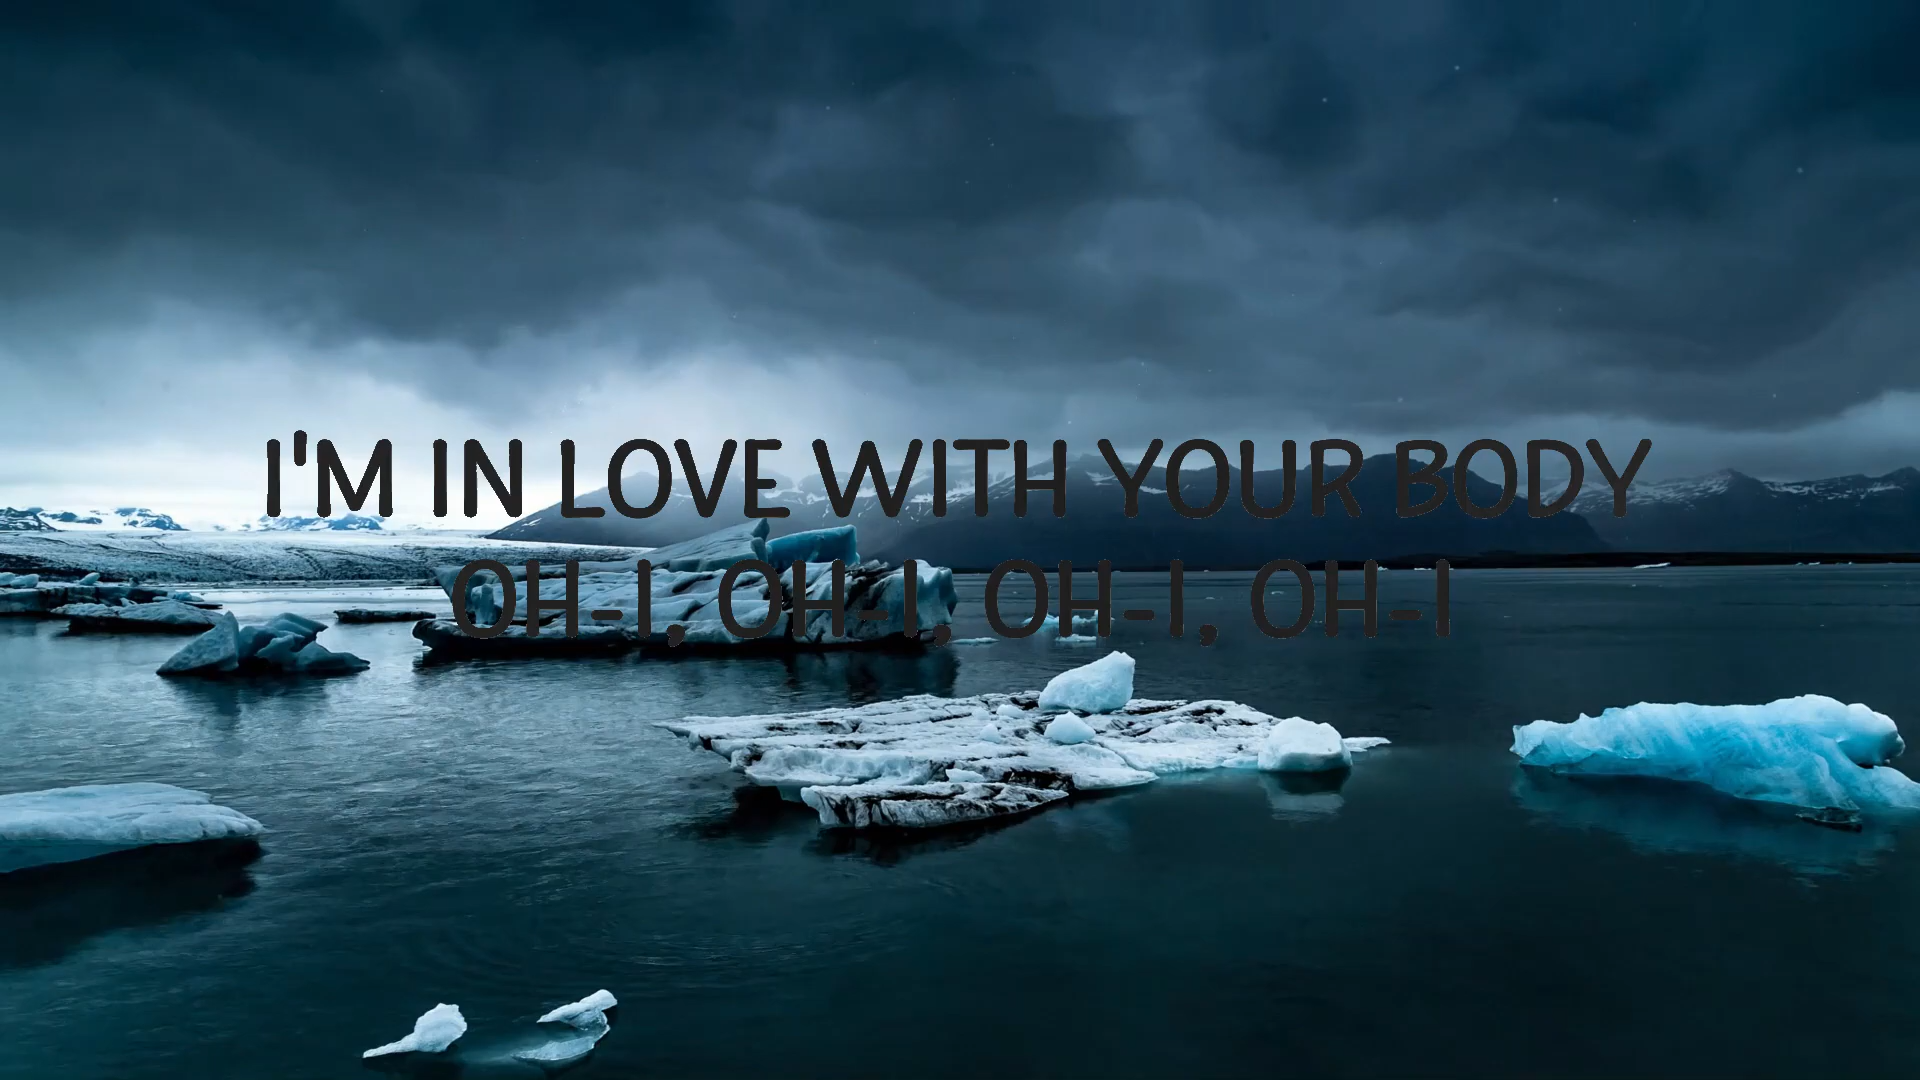 I'M IN LOVE WITH YOUR BODY
OH-I, OH-I, OH-I, OH-I